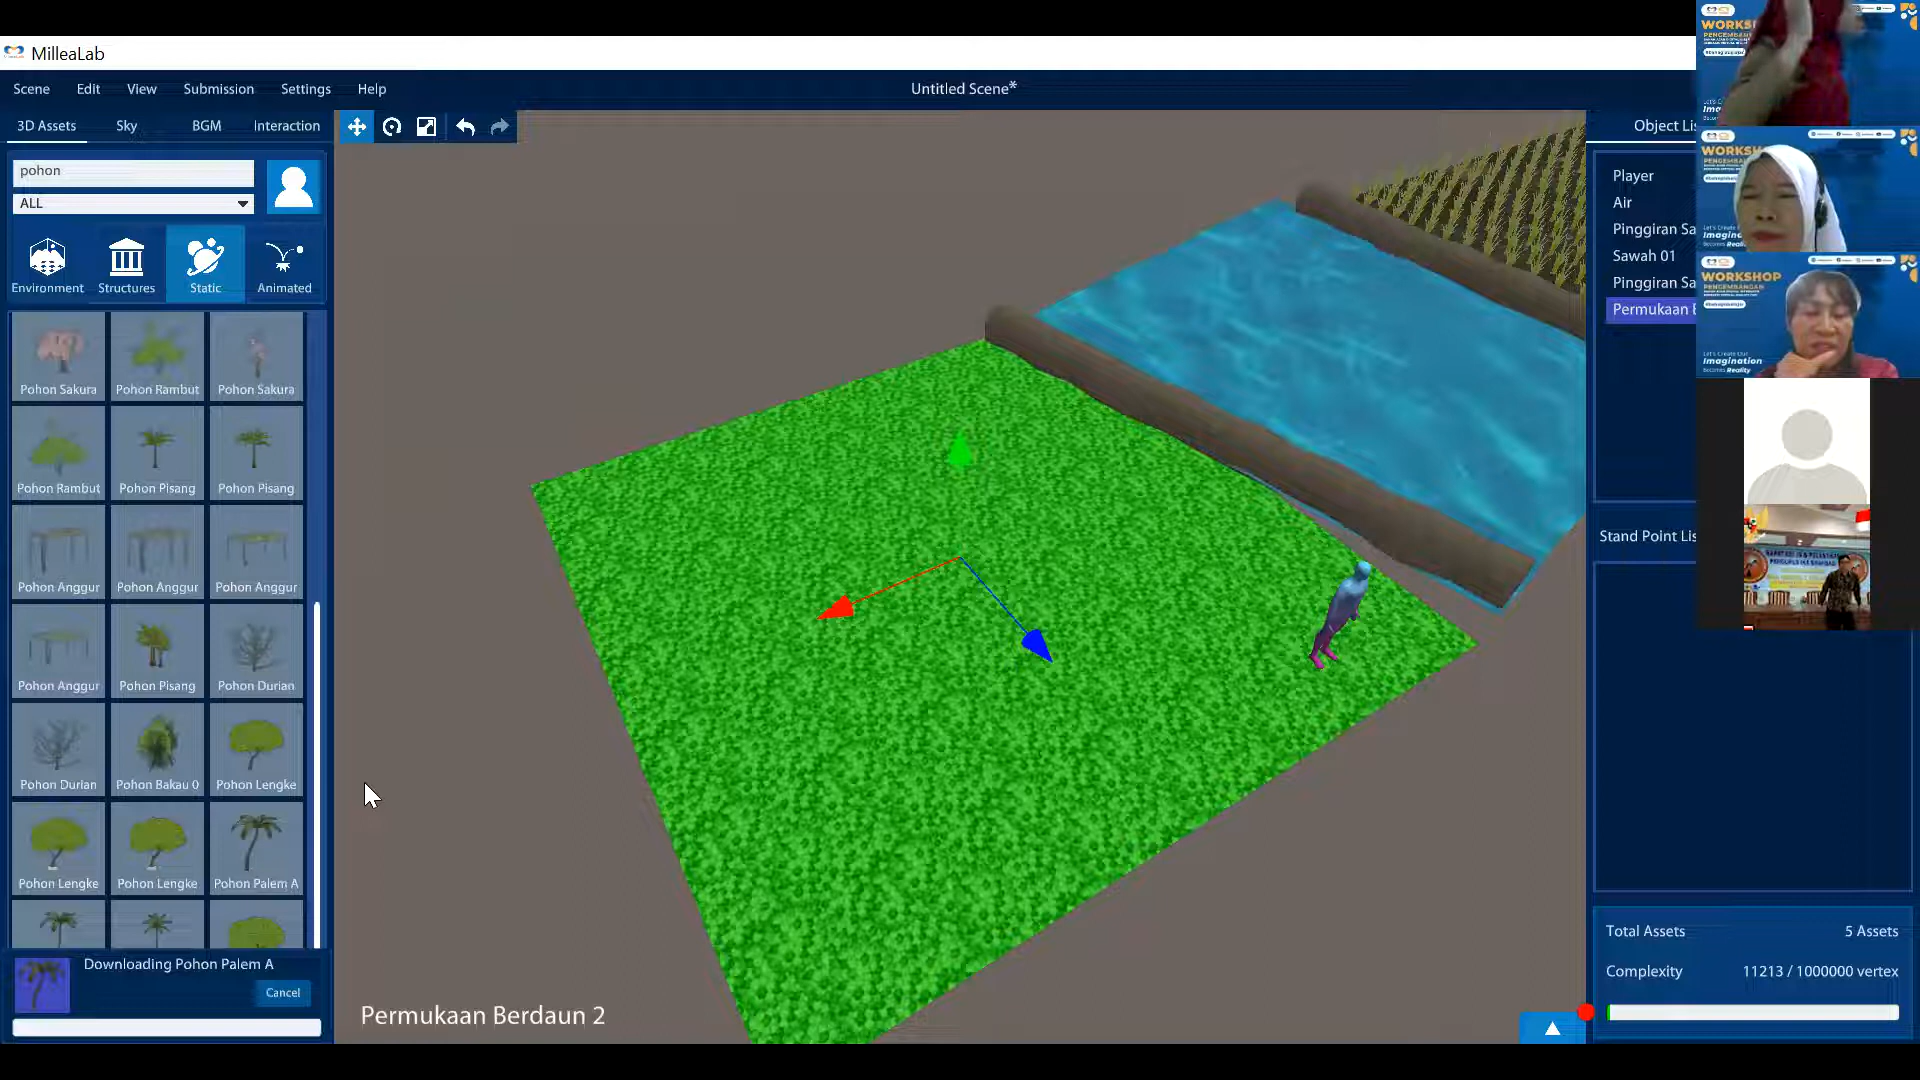 MilleaLab
Scene Edit View Submission Settings Help
Untitled Scene*
3D Assets Sky BGM Interaction
pohon
ALL
Environment Structures Static Animated
Pohon Sakura Pohon Rambut Pohon Sakura
Pohon Rambut Pohon Pisang Pohon Pisang
Pohon Anggur Pohon Anggur Pohon Anggur
Pohon Anggur Pohon Pisang Pohon Durian
Pohon Durian Pohon Bakau 0 Pohon Lengke
Pohon Lengke Pohon Lengke Pohon Palem A
Downloading Pohon Palem A
Cancel
Permukaan Berdaun 2
Object Lis
Player
Air
Pinggiran Sa
Sawah 01
Pinggiran Sa
Permukaan B
Stand Point Lis
Total Assets 5 Assets
Complexity 11213 / 1000000 vertex
WORKSHOP
PENGEMBANGAN
Imagination
Becomes Reality